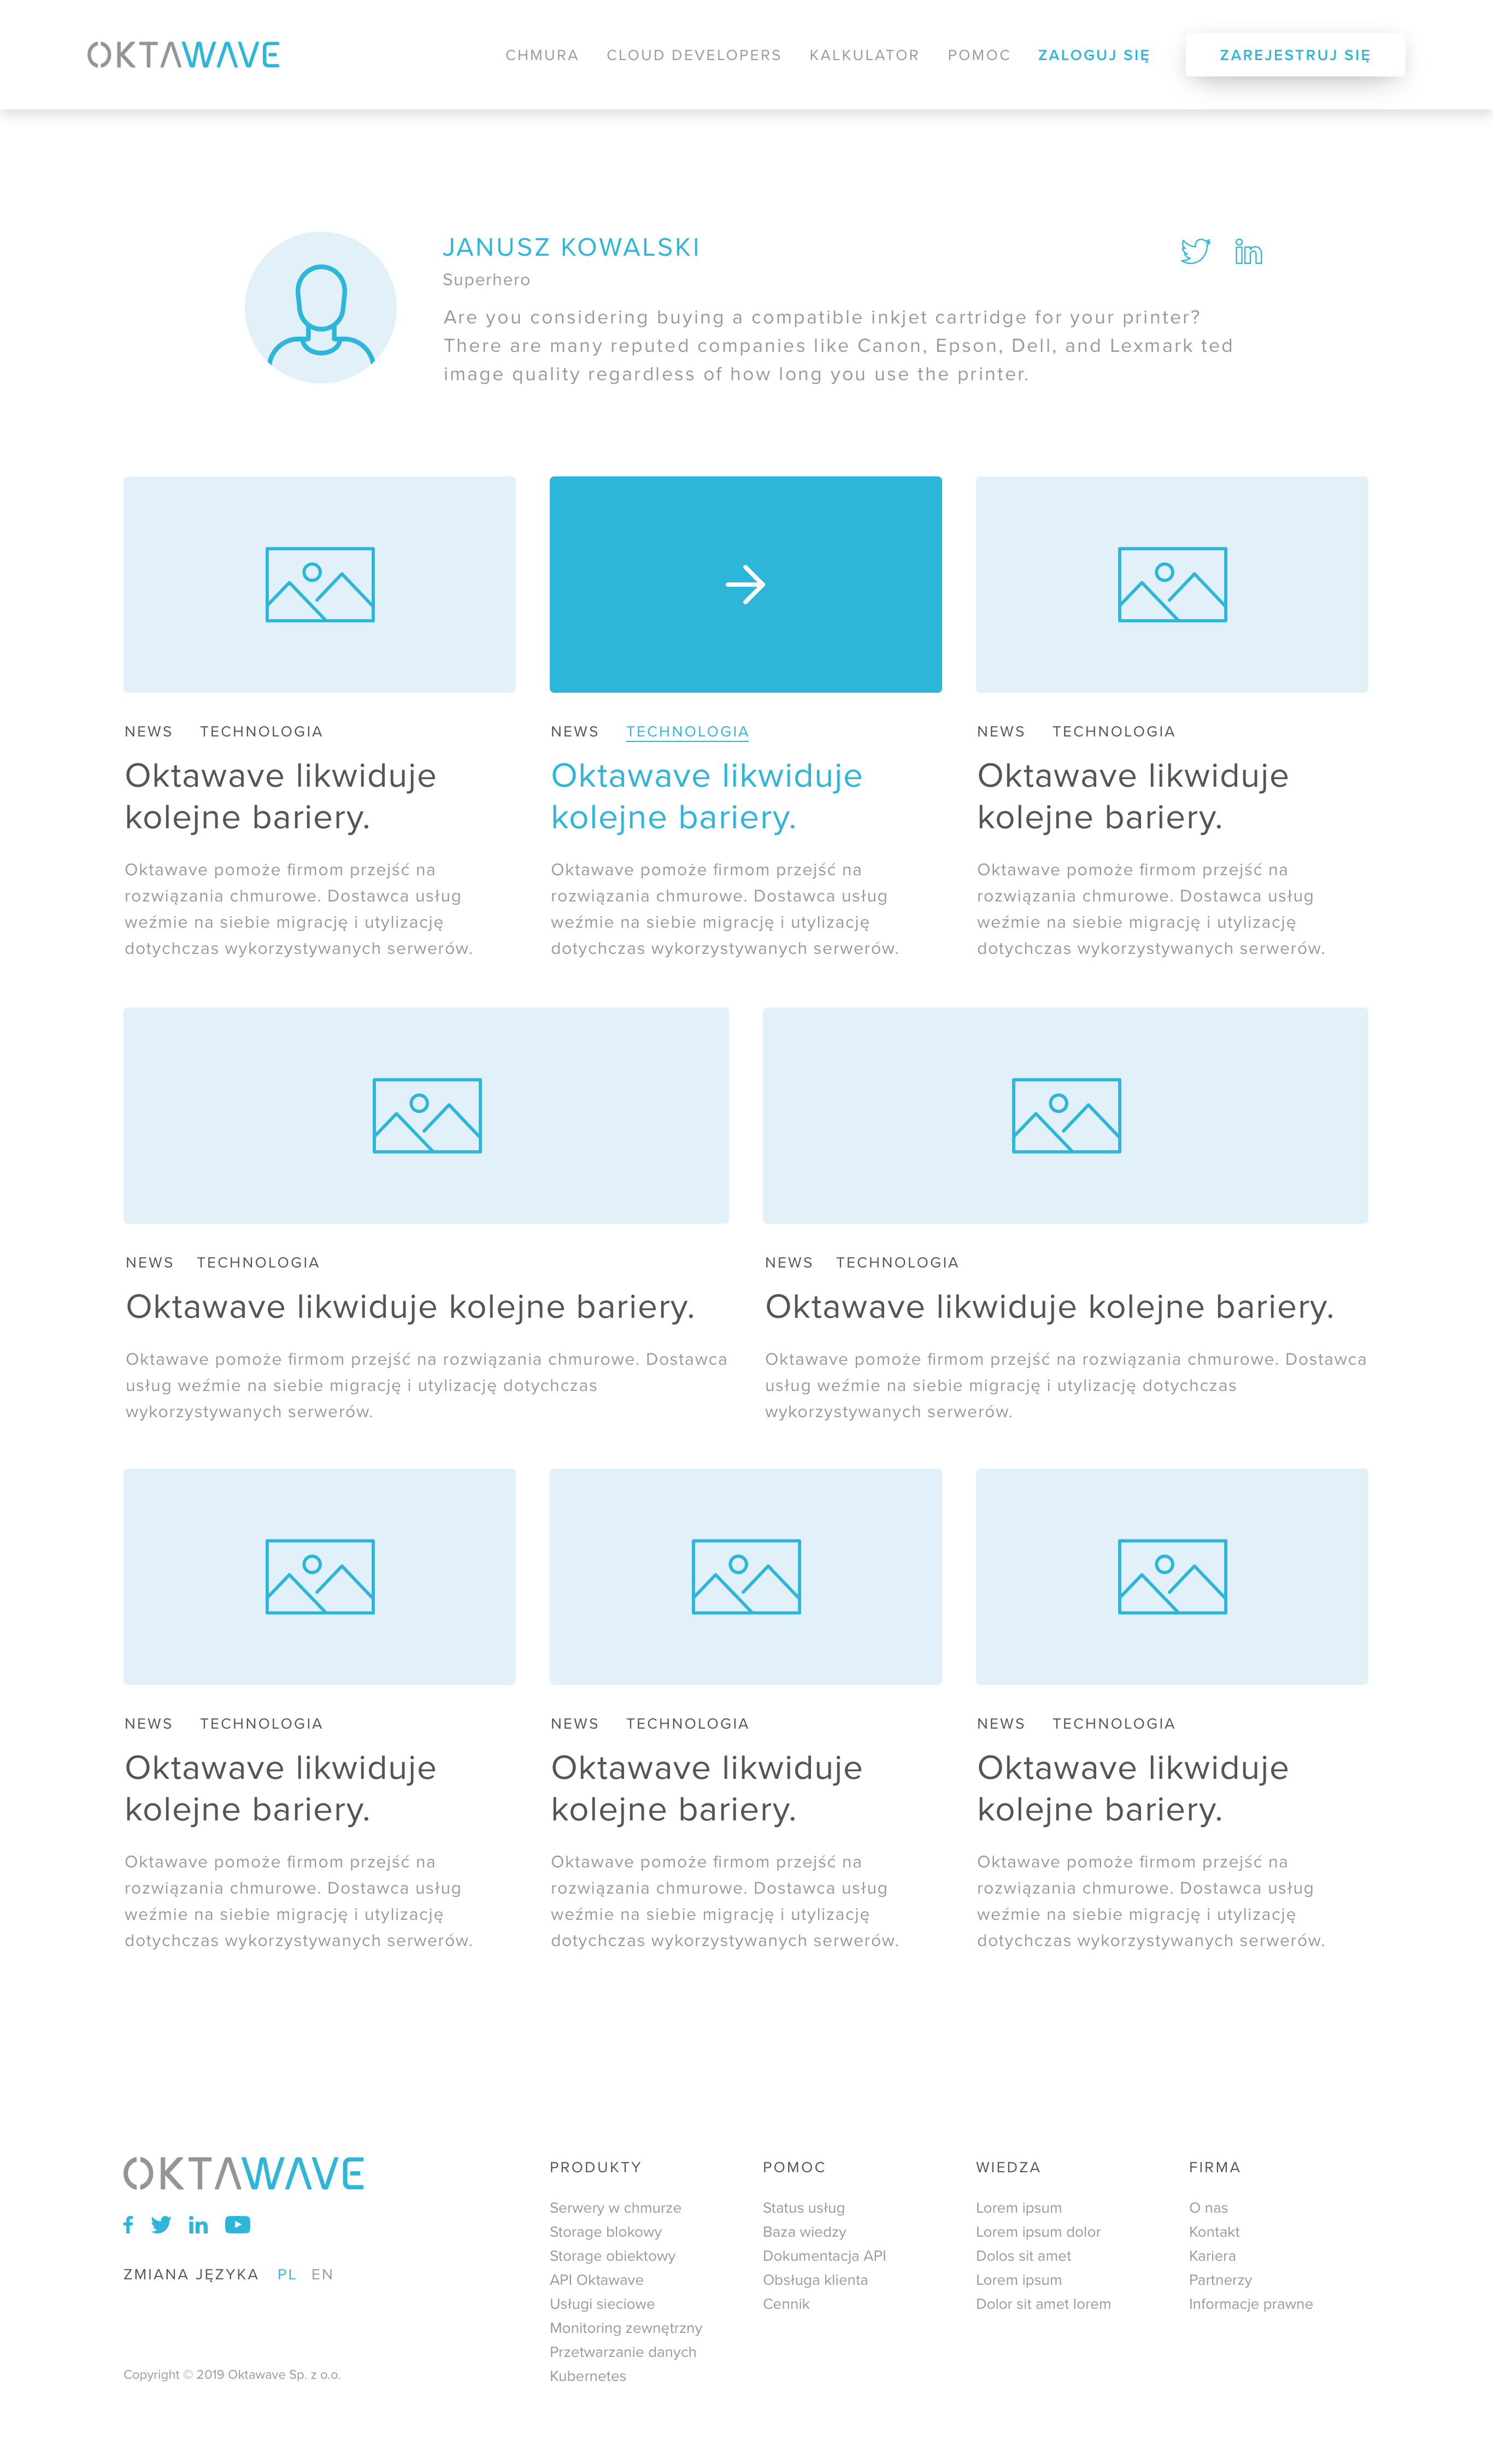 OKTAWAVE
CHMURA CLOUD DEVELOPERS KALKULATOR POMOC ZALOGUJ SIĘ ZAREJESTRUJ SIĘ
JANUSZ KOWALSKI
Superhero
Are you considering buying a compatible inkjet cartridge for your printer?
There are many reputed companies like Canon, Epson, Dell, and Lexmark ted
image quality regardless of how long you use the printer.
NEWS TECHNOLOGIA
Oktawave likwiduje
kolejne bariery.
Oktawave pomoże firmom przejść na
rozwiązania chmurowe. Dostawca usług
weźmie na siebie migrację i utylizację
dotychczas wykorzystywanych serwerów.
NEWS TECHNOLOGIA
Oktawave likwiduje
kolejne bariery.
Oktawave pomoże firmom przejść na
rozwiązania chmurowe. Dostawca usług
weźmie na siebie migrację i utylizację
dotychczas wykorzystywanych serwerów.
NEWS TECHNOLOGIA
Oktawave likwiduje
kolejne bariery.
Oktawave pomoże firmom przejść na
rozwiązania chmurowe. Dostawca usług
weźmie na siebie migrację i utylizację
dotychczas wykorzystywanych serwerów.
NEWS TECHNOLOGIA
Oktawave likwiduje kolejne bariery.
Oktawave pomoże firmom przejść na rozwiązania chmurowe. Dostawca
usług weźmie na siebie migrację i utylizację dotychczas
wykorzystywanych serwerów.
NEWS TECHNOLOGIA
Oktawave likwiduje kolejne bariery.
Oktawave pomoże firmom przejść na rozwiązania chmurowe. Dostawca
usług weźmie na siebie migrację i utylizację dotychczas
wykorzystywanych serwerów.
NEWS TECHNOLOGIA
Oktawave likwiduje
kolejne bariery.
Oktawave pomoże firmom przejść na
rozwiązania chmurowe. Dostawca usług
weźmie na siebie migrację i utylizację
dotychczas wykorzystywanych serwerów.
NEWS TECHNOLOGIA
Oktawave likwiduje
kolejne bariery.
Oktawave pomoże firmom przejść na
rozwiązania chmurowe. Dostawca usług
weźmie na siebie migrację i utylizację
dotychczas wykorzystywanych serwerów.
NEWS TECHNOLOGIA
Oktawave likwiduje
kolejne bariery.
Oktawave pomoże firmom przejść na
rozwiązania chmurowe. Dostawca usług
weźmie na siebie migrację i utylizację
dotychczas wykorzystywanych serwerów.
OKTAWAVE
ZMIANA JĘZYKA PL EN
Copyright © 2019 Oktawave Sp. z o.o.
PRODUKTY
Serwery w chmurze
Storage blokowy
Storage obiektowy
API Oktawave
Usługi sieciowe
Monitoring zewnętrzny
Przetwarzanie danych
Kubernetes
POMOC
Status usług
Baza wiedzy
Dokumentacja API
Obsługa klienta
Cennik
WIEDZA
Lorem ipsum
Lorem ipsum dolor
Dolos sit amet
Lorem ipsum
Dolor sit amet lorem
FIRMA
O nas
Kontakt
Kariera
Partnerzy
Informacje prawne